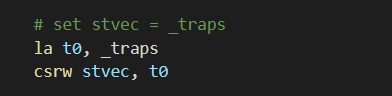 # set stvec = _traps
la t0, _traps
csrw stvec, t0